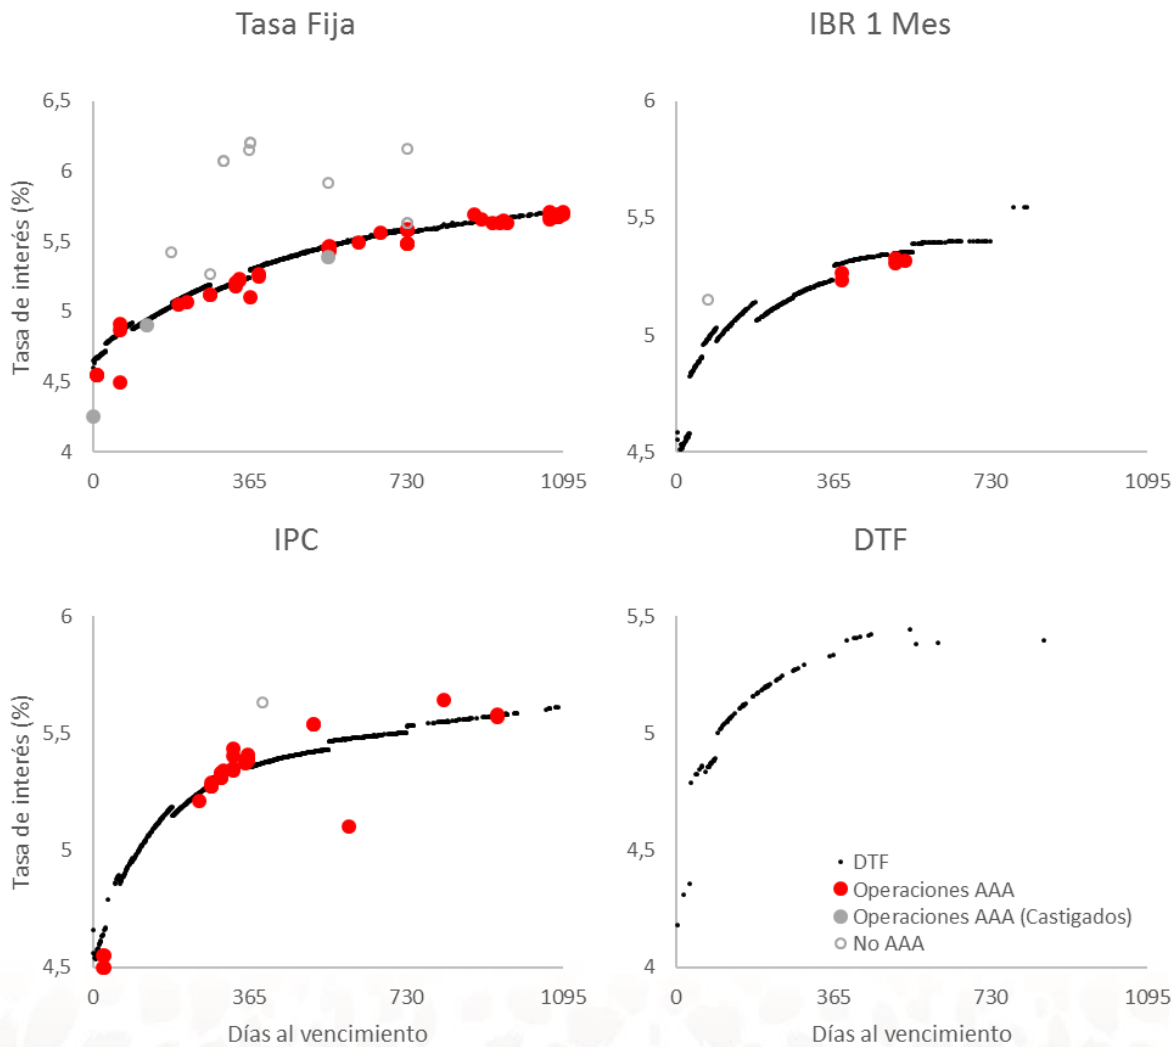 Tasa Fija
Tasa de interés (%)
6,5
6
5,5
5
4,5
4
0 365 730 1095
IBR 1 Mes
6
5,5
5
4,5
0 365 730 1095
IPC
Tasa de interés (%)
6
5,5
5
4,5
0 365 730 1095
Días al vencimiento
DTF
5,5
5
4,5
4
0 365 730 1095
Días al vencimiento
DTF
Operaciones AAA
Operaciones AAA (Castigados)
No AAA